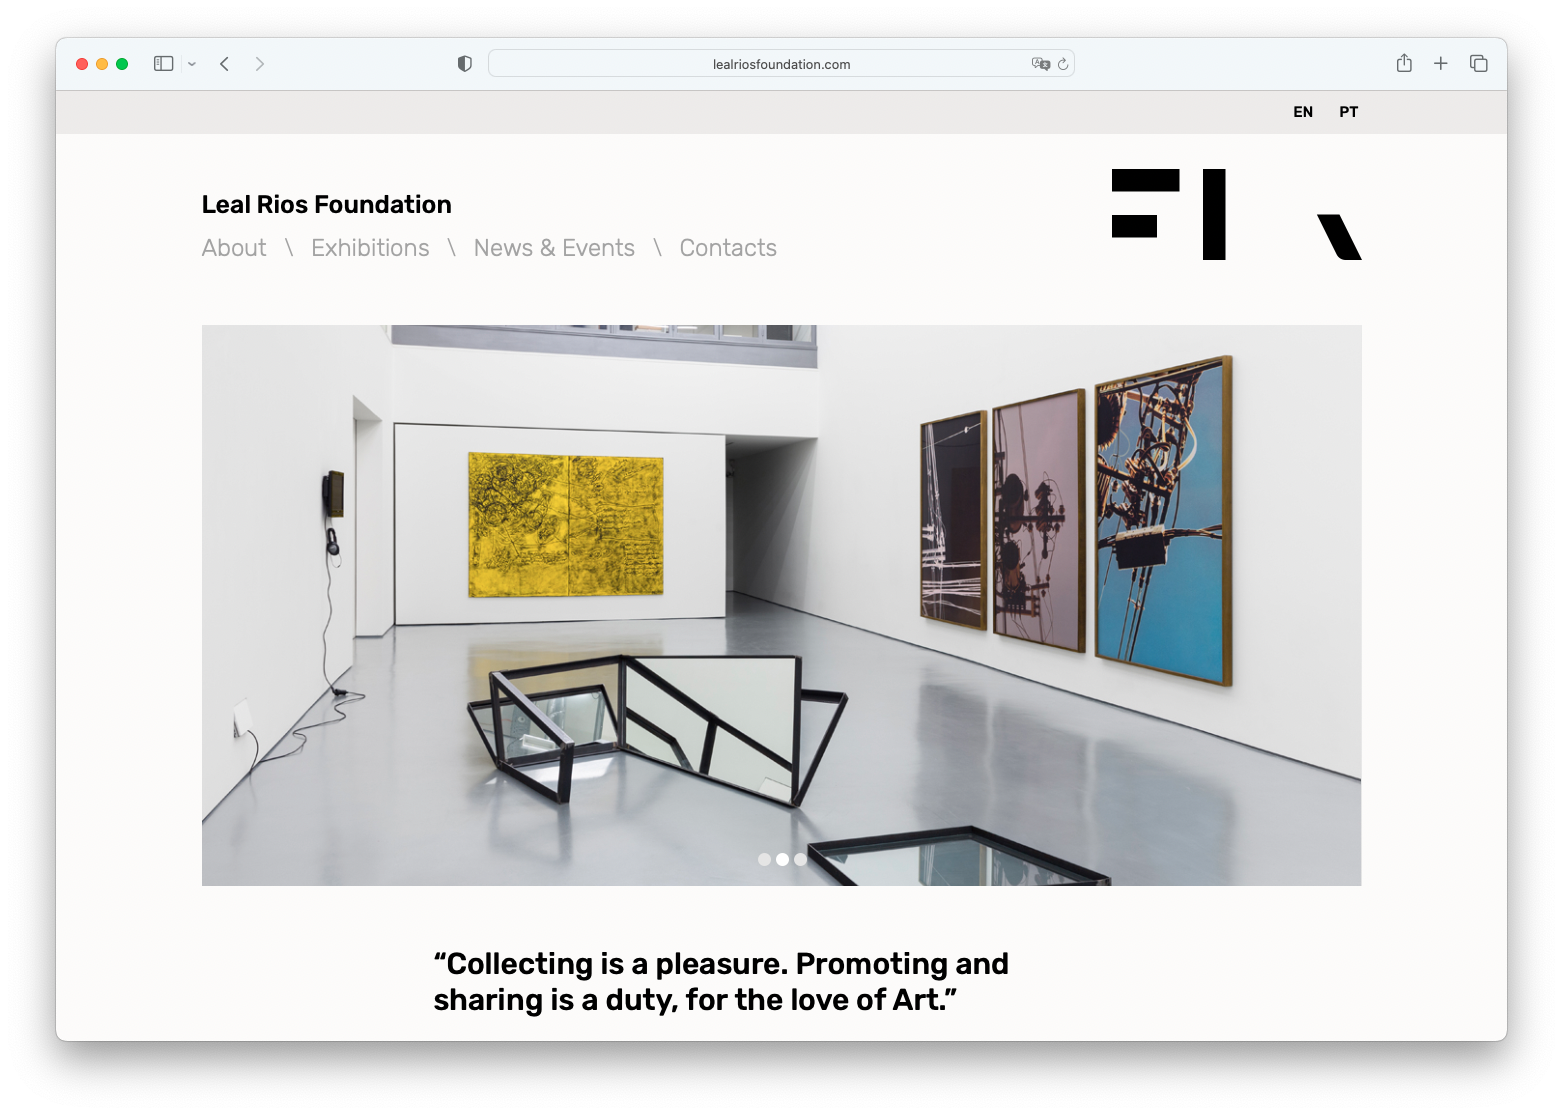 lealriosfoundation.com
EN PT
Leal Rios Foundation
About \ Exhibitions \ News & Events \ Contacts
“Collecting is a pleasure. Promoting and
sharing is a duty, for the love of Art.”